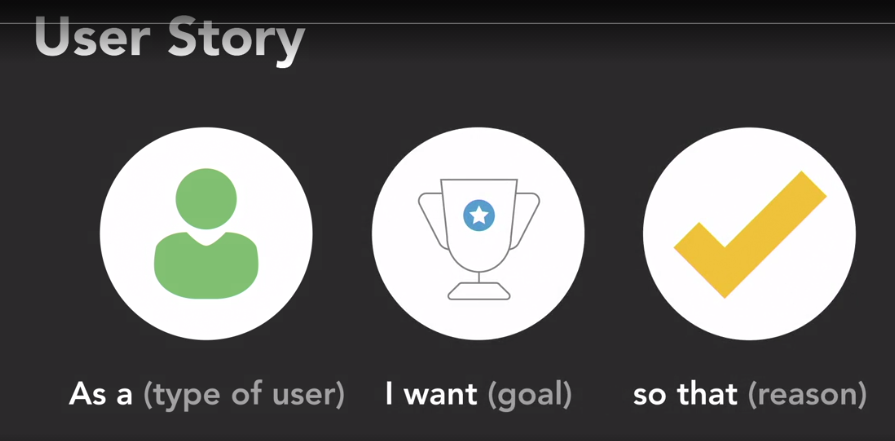 User Story
As a (type of user) I want (goal) so that (reason)